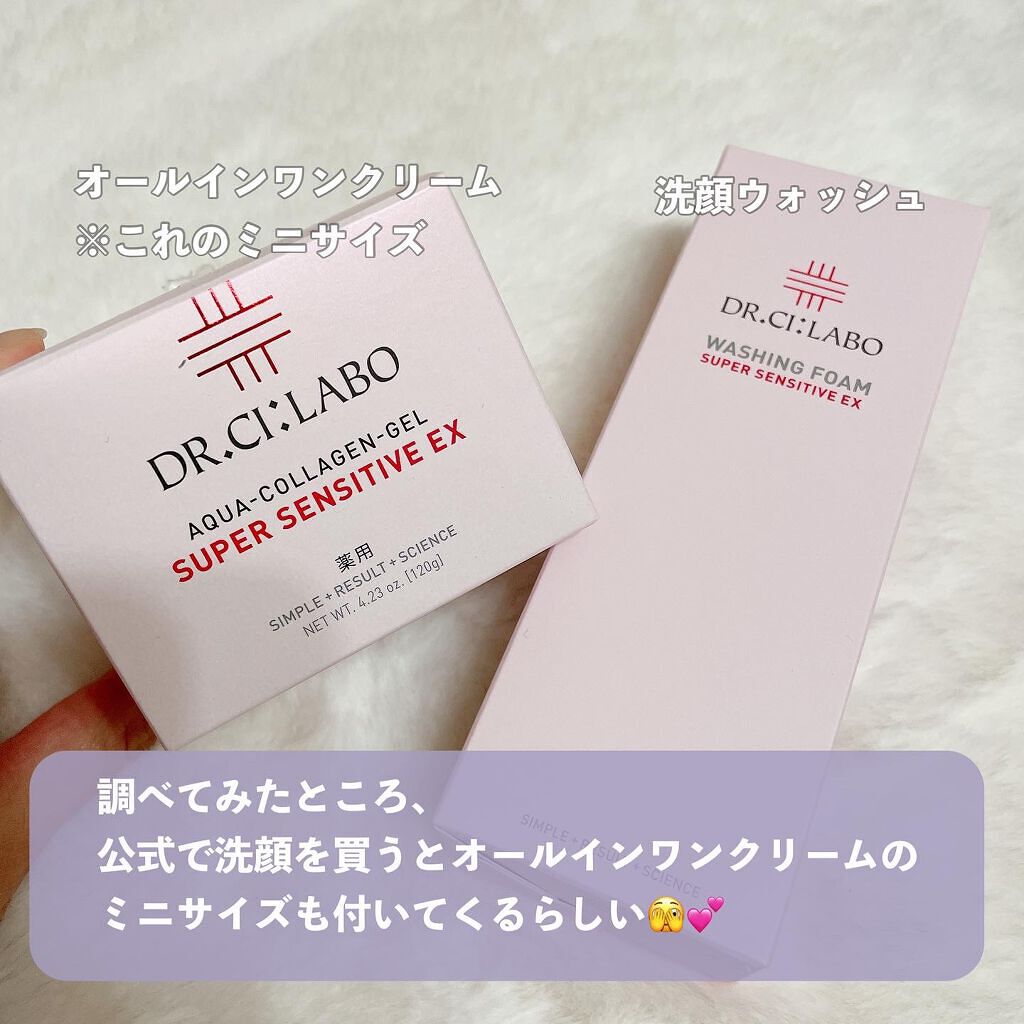 オールインワンクリーム
※これのミニサイズ
洗顔ウォッシュ
DR.CI:LABO
AQUA-COLLAGEN-GEL
SUPER SENSITIVE EX
薬用
SIMPLE+RESULT+SCIENCE
NET WT. 4.23 oz. [120g]
DR.CI:LABO
WASHING FOAM
SUPER SENSITIVE EX
SIMPLE+RESULT+SCIENCE
調べてみたところ、
公式で洗顔を買うとオールインワンクリームの
ミニサイズも付いてくるらしい🫣💕